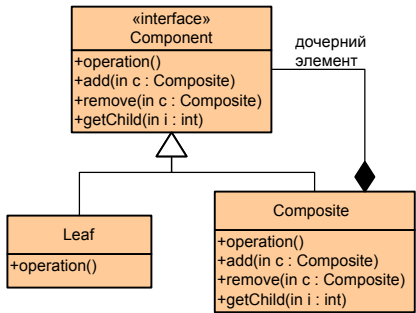 «interface»
Component
+operation()
+add(in c : Composite)
+remove(in c : Composite)
+getChild(in i : int)
дочерний
элемент
Leaf
+operation()
Composite
+operation()
+add(in c : Composite)
+remove(in c : Composite)
+getChild(in i : int)